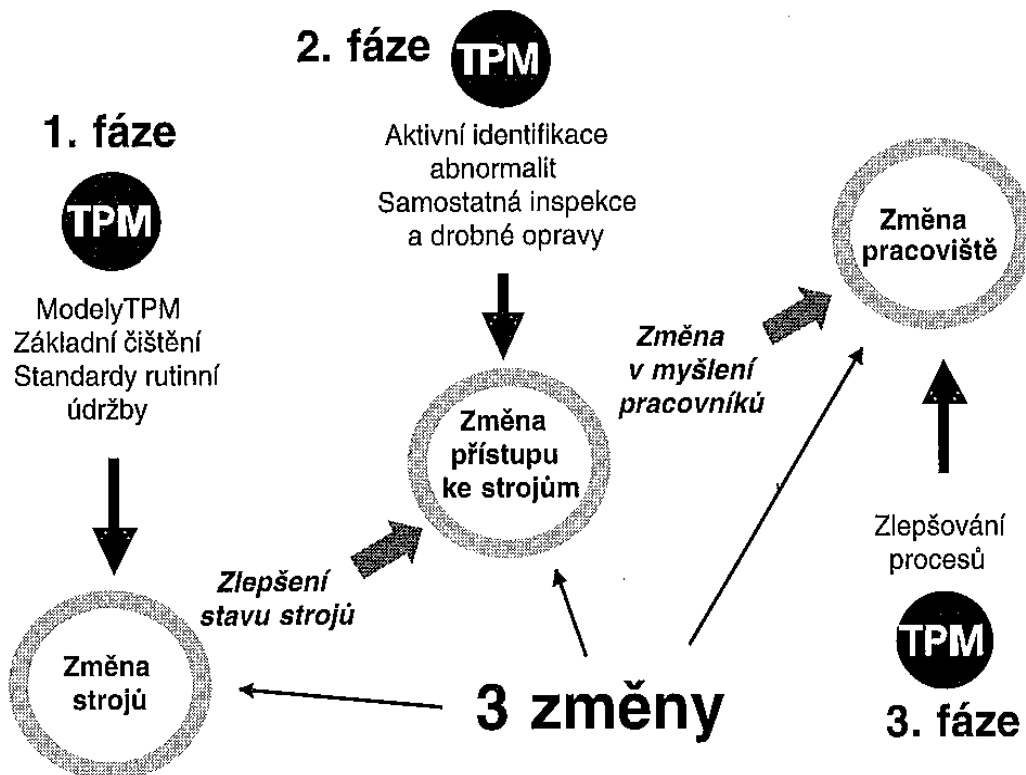 1. fáze
TPM
ModelyTPM
Základní čištění
Standardy rutinní
údržby
Změna
strojů
Zlepšení
stavu strojů
2. fáze
TPM
Aktivní identifikace
abnormalit
Samostatná inspekce
a drobné opravy
Změna
přístupu
ke strojům
Změna
v myšlení
pracovníků
Změna
pracoviště
Zlepšování
procesů
TPM
3. fáze
3 změny